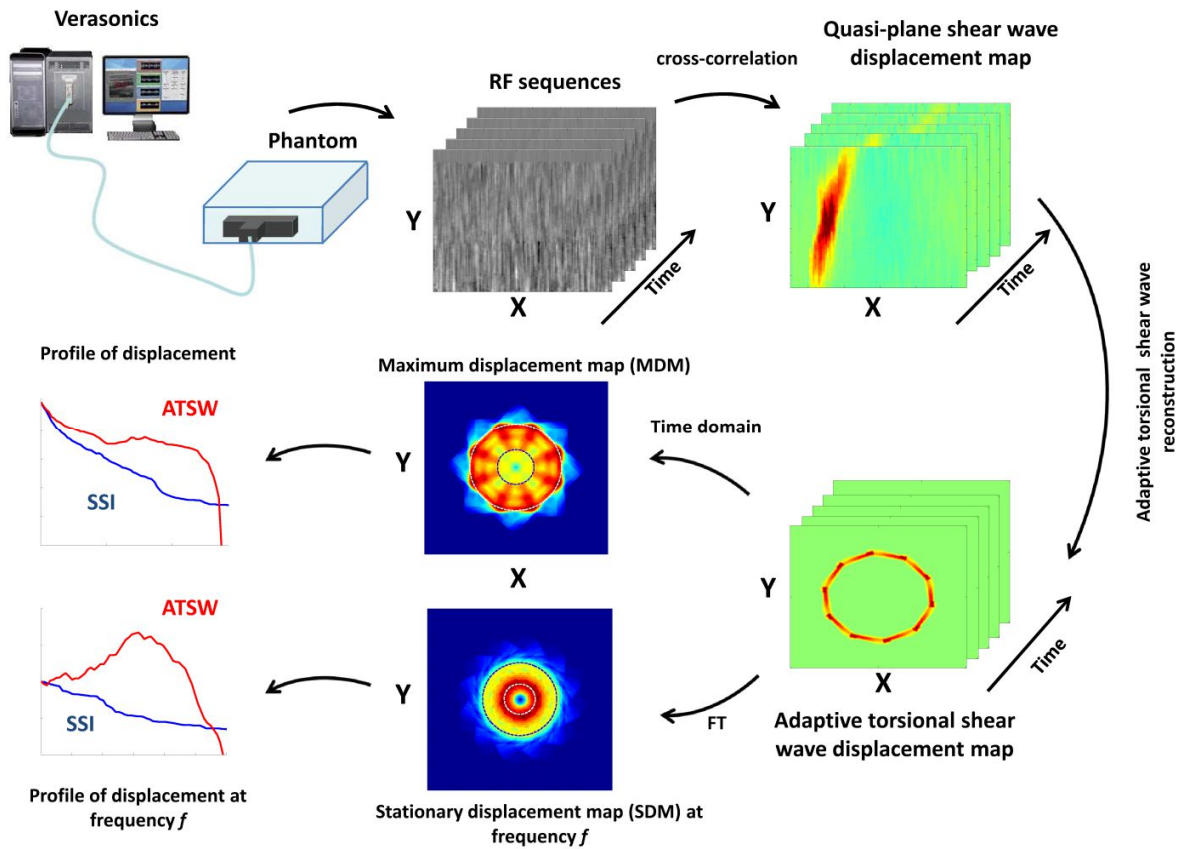 Verasonics
Phantom
RF sequences
Y
X
Time
cross-correlation
Quasi-plane shear wave
displacement map
Y
X
Time
Adaptive torsional shear wave
reconstruction
Y
X
Time
Adaptive torsional shear
wave displacement map
Time domain
FT
Maximum displacement map (MDM)
Y
X
Y
Stationary displacement map (SDM) at
frequency f
Profile of displacement
ATSW
SSI
ATSW
SSI
Profile of displacement at
frequency f